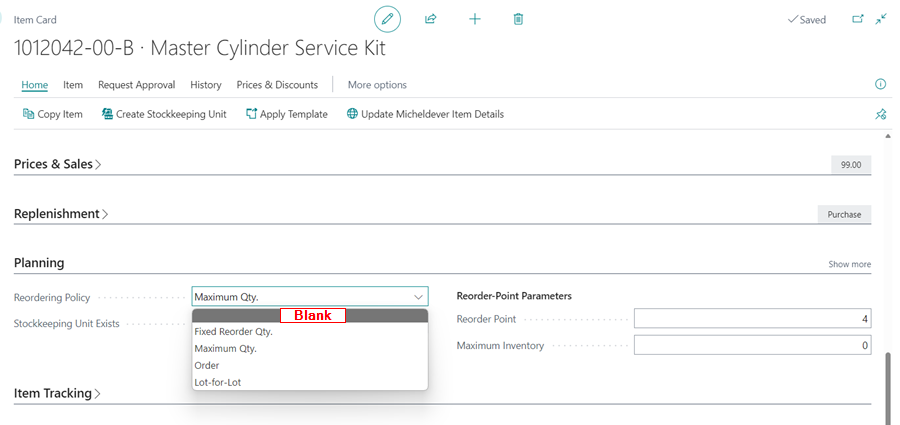 Item Card
Saved
1012042-00-B · Master Cylinder Service Kit
Home Item Request Approval History Prices & Discounts More options
Copy Item Create Stockkeeping Unit Apply Template Update Micheldever Item Details
Prices & Sales 99.00
Replenishment Purchase
Planning Show more
Reordering Policy Maximum Qty.
Stockkeeping Unit Exists
Blank
Fixed Reorder Qty.
Maximum Qty.
Order
Lot-for-Lot
Reorder-Point Parameters
Reorder Point 4
Maximum Inventory 0
Item Tracking